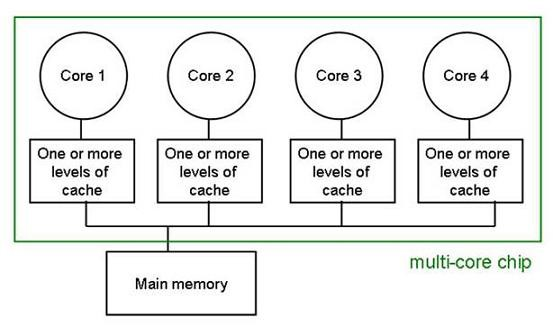 Core 1
Core 2
Core 3
Core 4
One or more
levels of
cache
One or more
levels of
cache
One or more
levels of
cache
One or more
levels of
cache
multi-core chip
Main memory